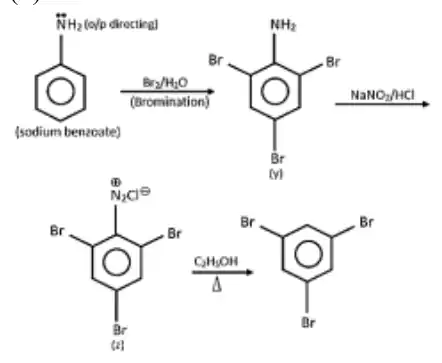 N̈H₂ (o/p directing)
(sodium benzoate)
Br₂/H₂O
(Bromination)
NH₂
Br Br
Br
(y)
NaNO₂/HCl
⊕
N₂Cl⊖
Br Br
Br
(z)
C₂H₅OH
Δ
Br Br
Br